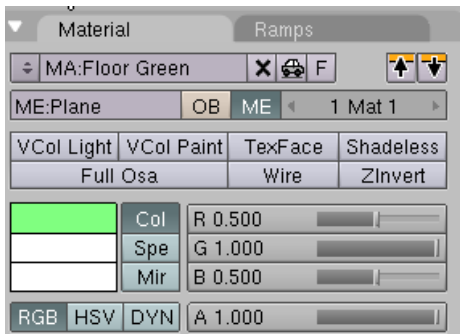 Material Ramps
MA:Floor Green F
ME:Plane OB ME 1 Mat 1
VCol Light VCol Paint TexFace Shadeless
Full Osa Wire ZInvert
Col R 0.500
Spe G 1.000
Mir B 0.500
RGB HSV DYN A 1.000